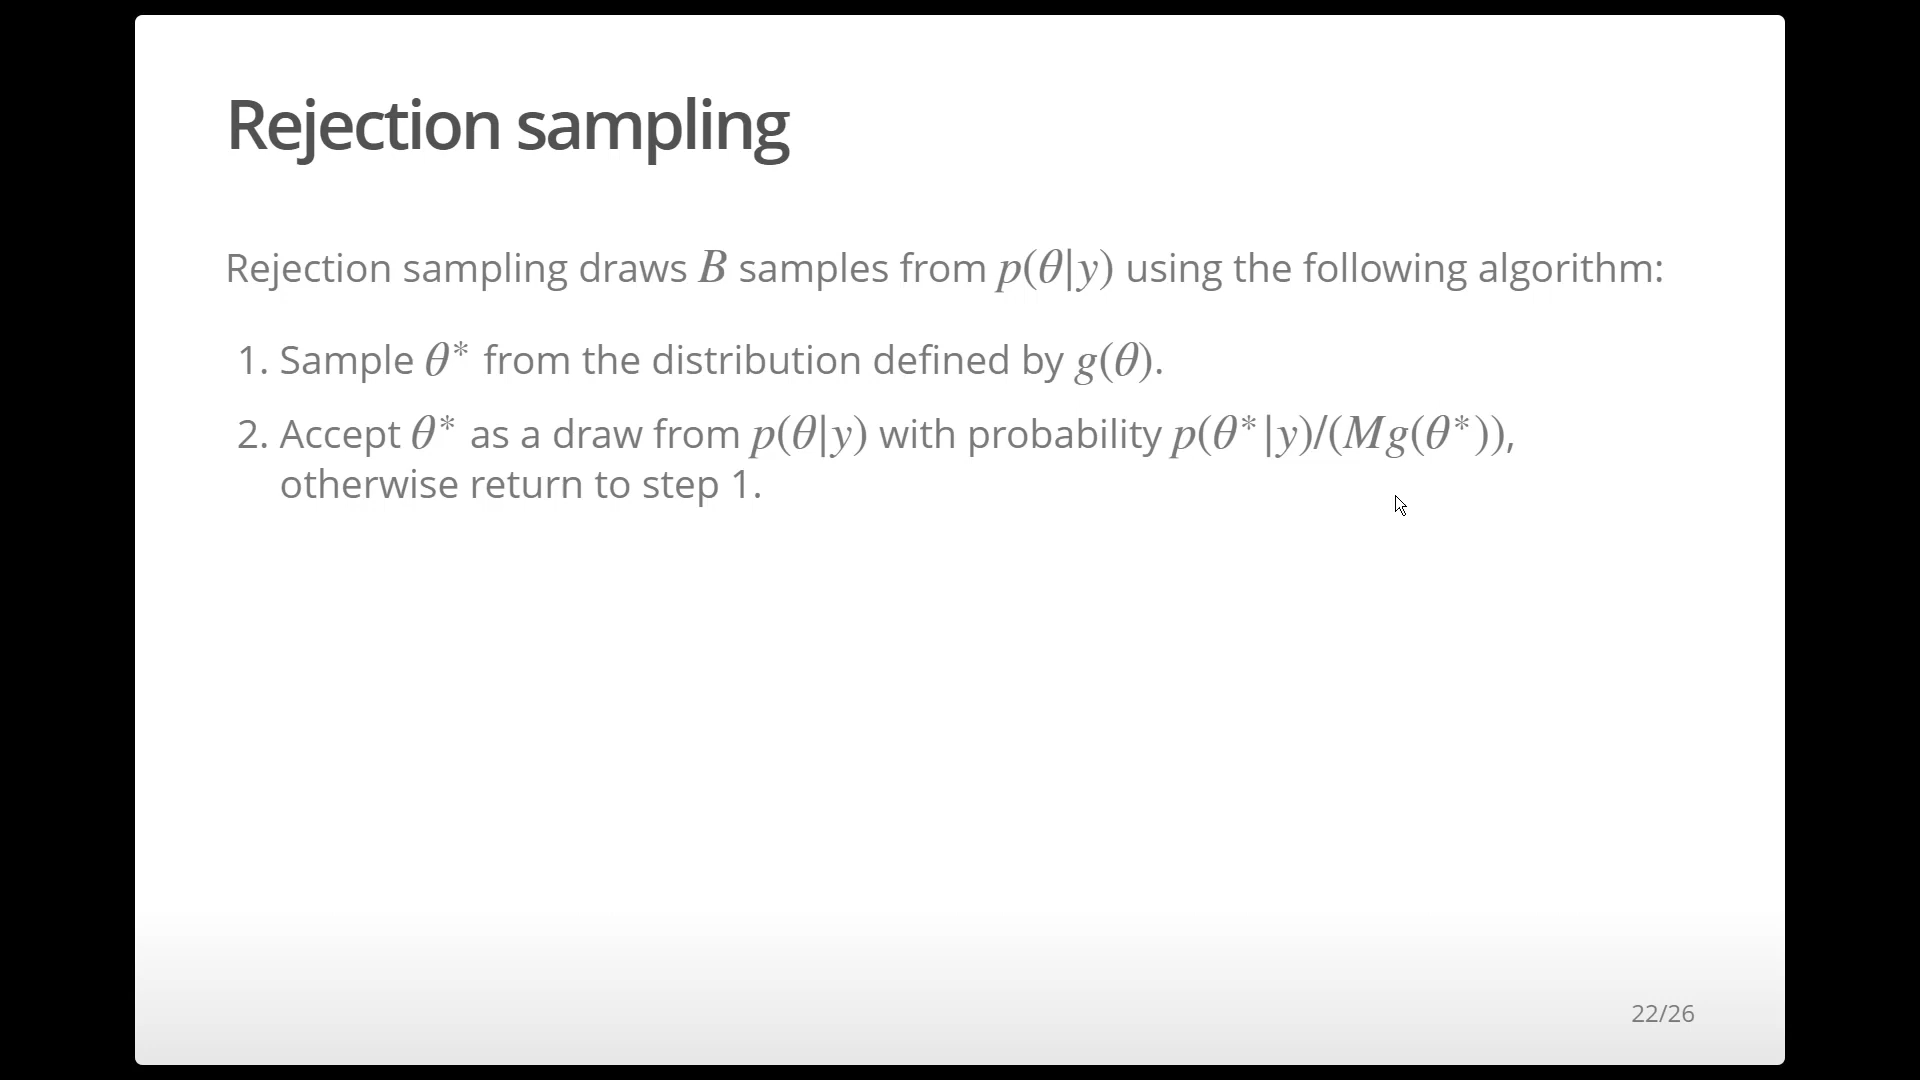 Rejection sampling
Rejection sampling draws B samples from p(θ|y) using the following algorithm:
1. Sample θ* from the distribution defined by g(θ).
2. Accept θ* as a draw from p(θ|y) with probability p(θ*|y)/(Mg(θ*)),
otherwise return to step 1.
22/26